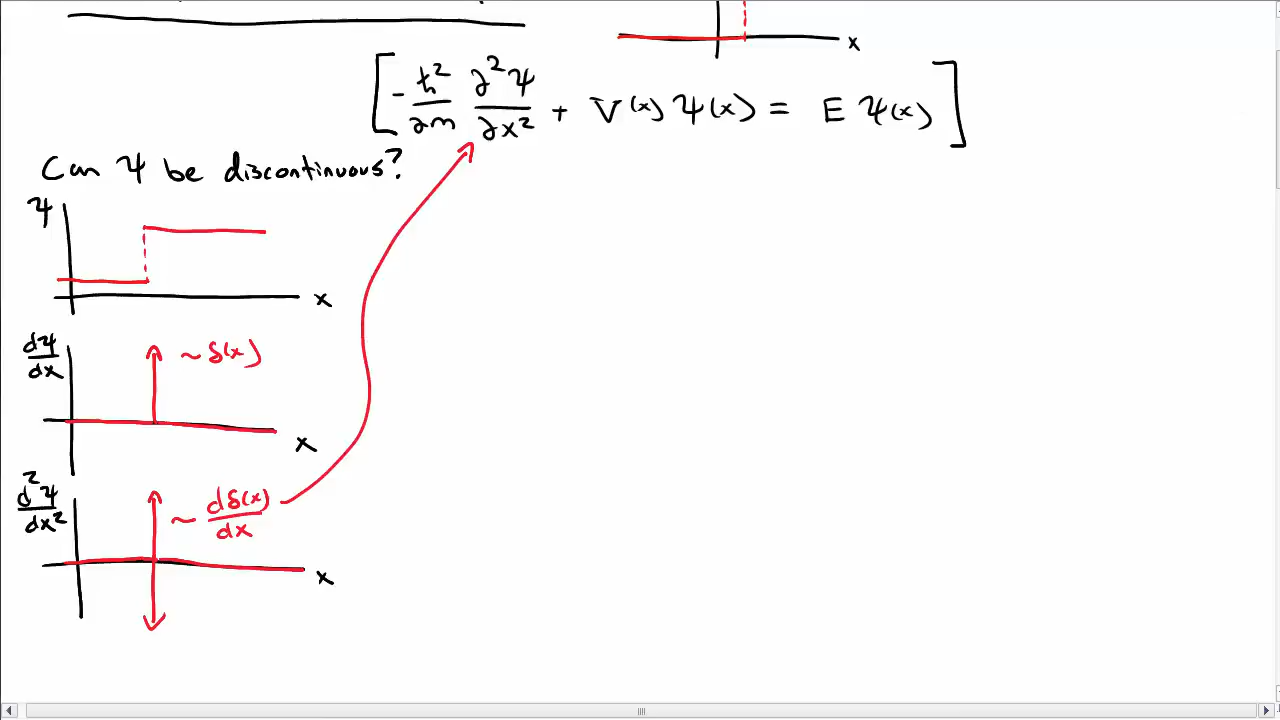 x
[ -ħ²/2m ∂²Ψ/∂x² + V(x) Ψ(x) = E Ψ(x) ]
Can Ψ be discontinuous?
Ψ
x
dΨ/dx
~ δ(x)
x
d²Ψ/dx²
~ dδ(x)/dx
x